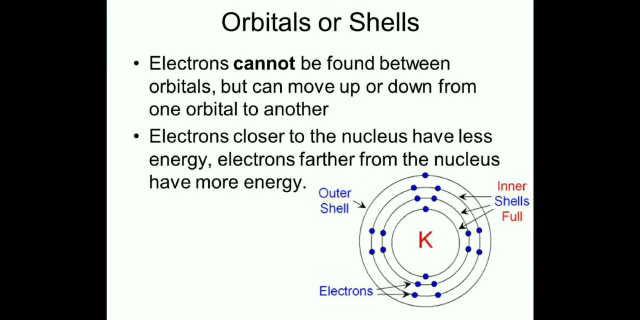 Orbitals or Shells
• Electrons cannot be found between
orbitals, but can move up or down from
one orbital to another
• Electrons closer to the nucleus have less
energy, electrons farther from the nucleus
have more energy.
Outer
Shell
Inner
Shells
Full
K
Electrons